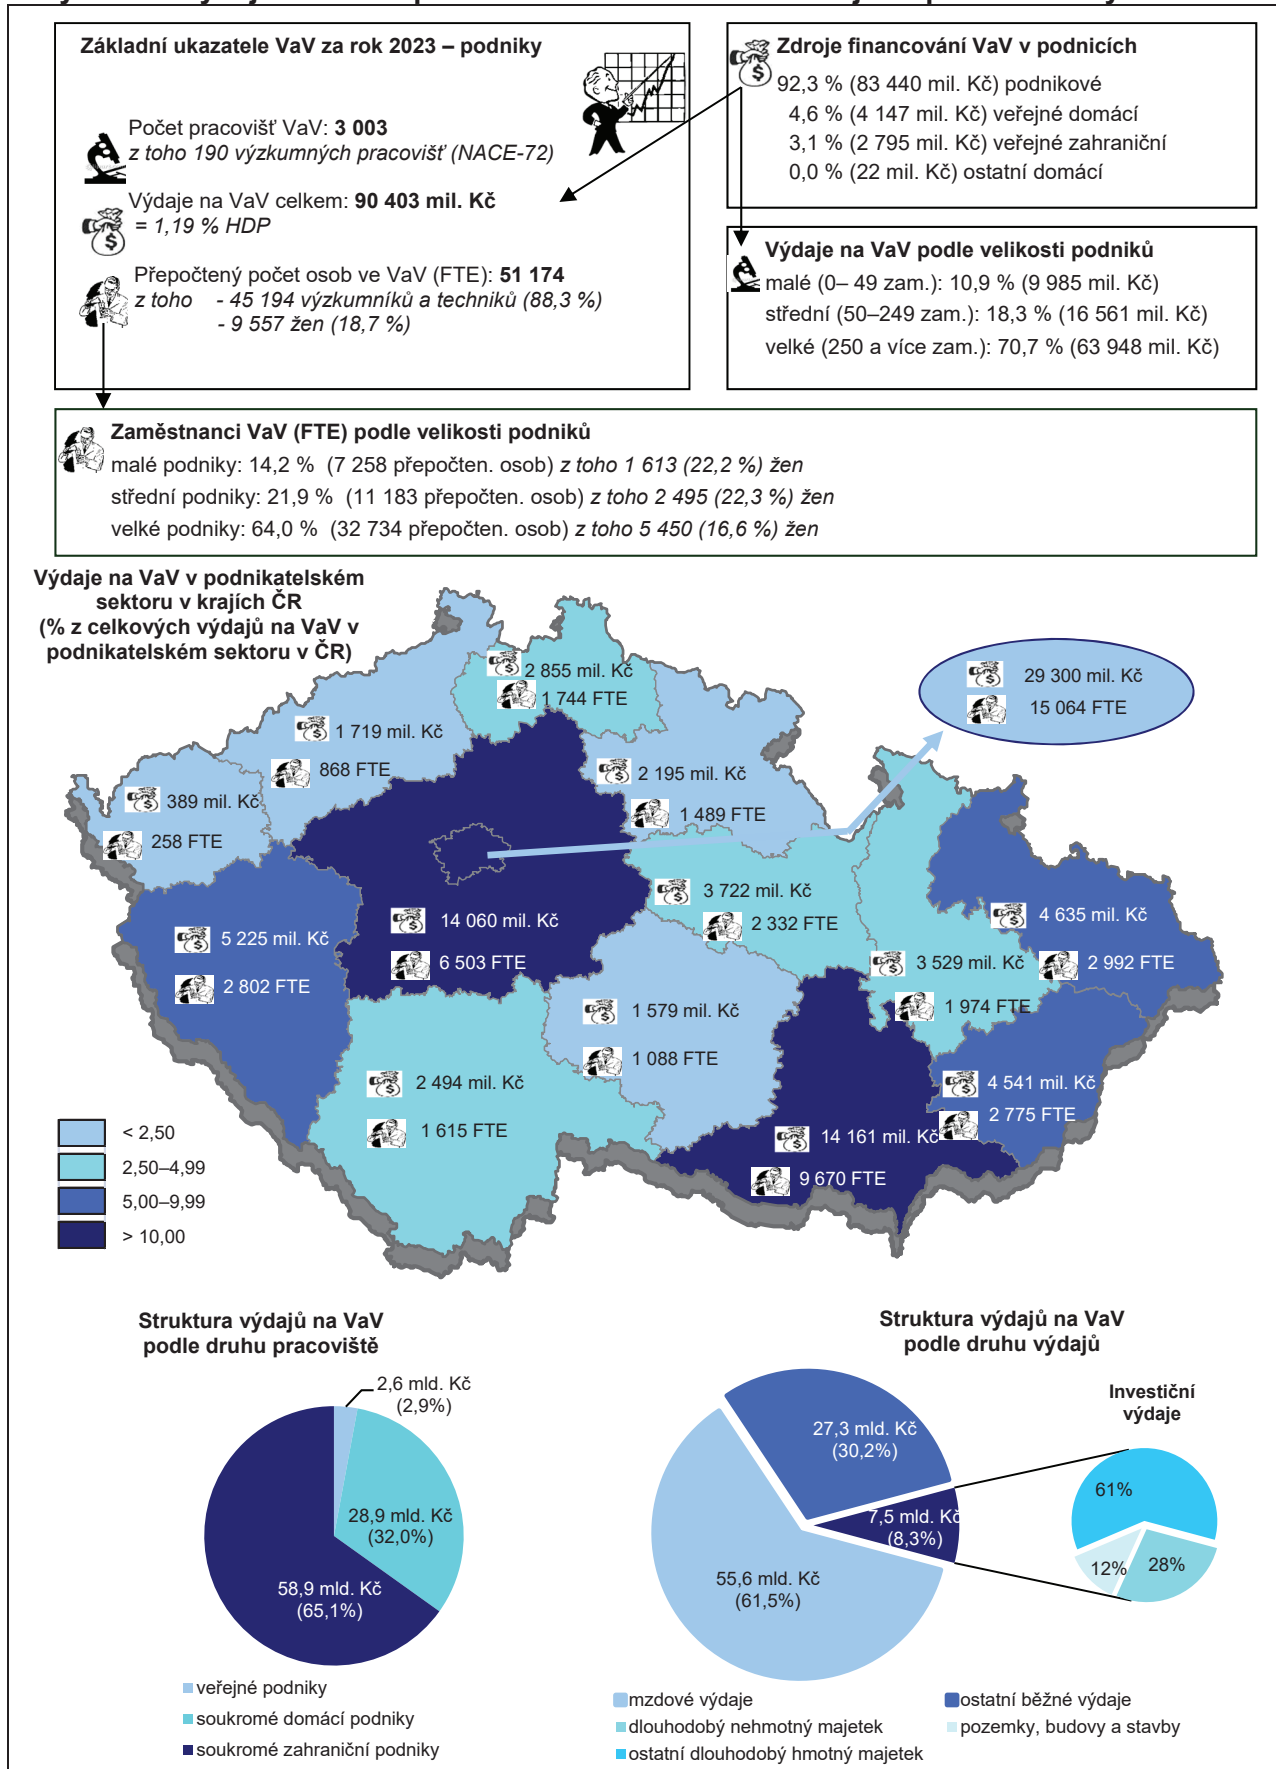 Základní ukazatele VaV za rok 2023 – podniky
Počet pracovišť VaV: 3 003
z toho 190 výzkumných pracovišť (NACE-72)
Výdaje na VaV celkem: 90 403 mil. Kč
= 1,19 % HDP
Přepočtený počet osob ve VaV (FTE): 51 174
z toho - 45 194 výzkumníků a techniků (88,3 %)
- 9 557 žen (18,7 %)
Zdroje financování VaV v podnicích
92,3 % (83 440 mil. Kč) podnikové
4,6 % (4 147 mil. Kč) veřejné domácí
3,1 % (2 795 mil. Kč) veřejné zahraniční
0,0 % (22 mil. Kč) ostatní domácí
Výdaje na VaV podle velikosti podniků
malé (0– 49 zam.): 10,9 % (9 985 mil. Kč)
střední (50–249 zam.): 18,3 % (16 561 mil. Kč)
velké (250 a více zam.): 70,7 % (63 948 mil. Kč)
Zaměstnanci VaV (FTE) podle velikosti podniků
malé podniky: 14,2 % (7 258 přepočten. osob) z toho 1 613 (22,2 %) žen
střední podniky: 21,9 % (11 183 přepočten. osob) z toho 2 495 (22,3 %) žen
velké podniky: 64,0 % (32 734 přepočten. osob) z toho 5 450 (16,6 %) žen
Výdaje na VaV v podnikatelském
sektoru v krajích ČR
(% z celkových výdajů na VaV v
podnikatelském sektoru v ČR)
2 855 mil. Kč
1 744 FTE
29 300 mil. Kč
15 064 FTE
1 719 mil. Kč
868 FTE
2 195 mil. Kč
1 489 FTE
389 mil. Kč
258 FTE
3 722 mil. Kč
2 332 FTE
14 060 mil. Kč
6 503 FTE
4 635 mil. Kč
2 992 FTE
5 225 mil. Kč
2 802 FTE
3 529 mil. Kč
1 974 FTE
1 579 mil. Kč
1 088 FTE
2 494 mil. Kč
1 615 FTE
4 541 mil. Kč
2 775 FTE
14 161 mil. Kč
9 670 FTE
< 2,50
2,50–4,99
5,00–9,99
> 10,00
Struktura výdajů na VaV
podle druhu pracoviště
2,6 mld. Kč
(2,9%)
28,9 mld. Kč
(32,0%)
58,9 mld. Kč
(65,1%)
veřejné podniky
soukromé domácí podniky
soukromé zahraniční podniky
Struktura výdajů na VaV
podle druhu výdajů
27,3 mld. Kč
(30,2%)
7,5 mld. Kč
(8,3%)
55,6 mld. Kč
(61,5%)
Investiční
výdaje
61%
12%
28%
mzdové výdaje
ostatní běžné výdaje
dlouhodobý nehmotný majetek
pozemky, budovy a stavby
ostatní dlouhodobý hmotný majetek